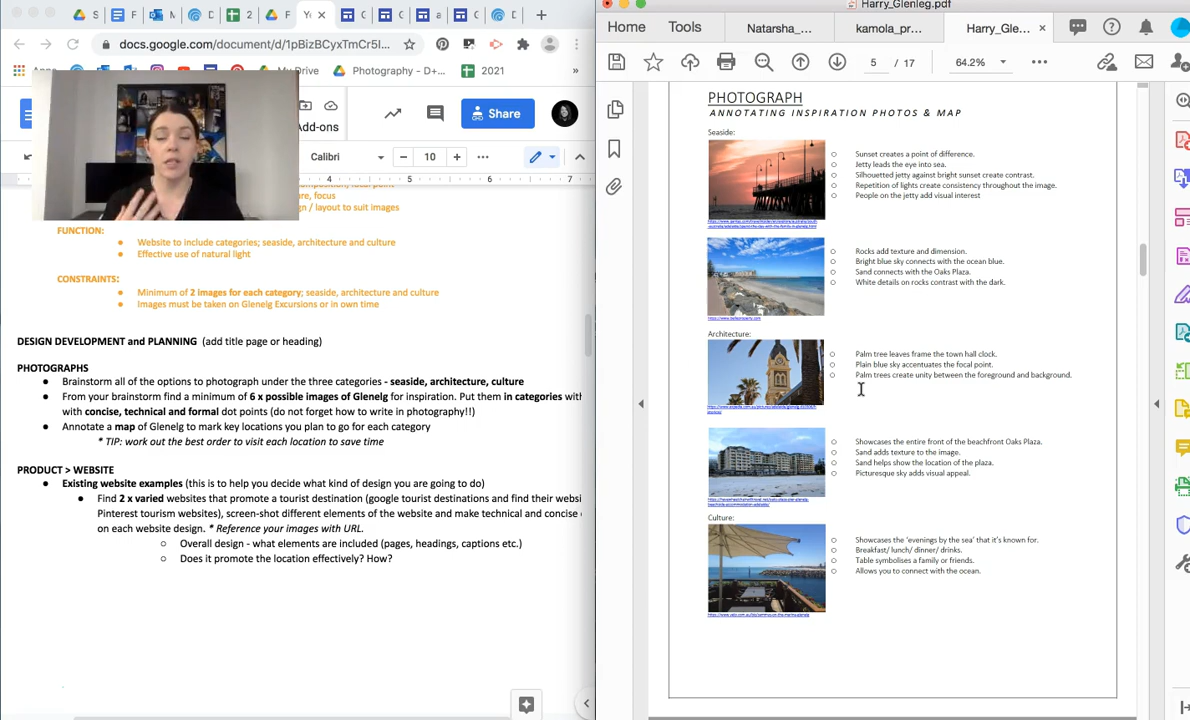 Harry_Glenleg.pdf
docs.google.com/document/d/1pBizBCyxTmCr5I...
Apps
My Drive
Photography - D+...
2021
»
Add-ons
Share
Calibri
10
4
5
6
7
n / layout to suit images
FUNCTION:
Website to include categories; seaside, architecture and culture
Effective use of natural light
CONSTRAINTS:
Minimum of 2 images for each category; seaside, architecture and culture
Images must be taken on Glenelg Excursions or in own time
DESIGN DEVELOPMENT and PLANNING (add title page or heading)
PHOTOGRAPHS
Brainstorm all of the options to photograph under the three categories - seaside, architecture, culture
From your brainstorm find a minimum of 6 x possible images of Glenelg for inspiration. Put them in categories with
with concise, technical and formal dot points (do not forget how to write in photography!!)
Annotate a map of Glenelg to mark key locations you plan to go for each category
* TIP: work out the best order to visit each location to save time
PRODUCT > WEBSITE
Existing website examples (this is to help you decide what kind of design you are going to do)
Find 2 x varied websites that promote a tourist destination (google tourist destinations and find their websi
Pinterest tourism websites), screen-shot different elements of the website and make technical and concise
on each website design. * Reference your images with URL.
Overall design - what elements are included (pages, headings, captions etc.)
Does it promote the location effectively? How?
Home
Tools
Natarsha_...
kamola_pr...
Harry_Gle...
5 / 17
64.2%
PHOTOGRAPH
ANNOTATING INSPIRATION PHOTOS & MAP
Seaside:
Sunset creates a point of difference.
Jetty leads the eye into sea.
Silhouetted jetty against bright sunset create contrast.
Repetition of lights create consistency throughout the image.
People on the jetty add visual interest
Rocks add texture and dimension.
Bright blue sky connects with the ocean blue.
Sand connects with the Oaks Plaza.
White details on rocks contrast with the dark.
Architecture:
Palm tree leaves frame the town hall clock.
Plain blue sky accentuates the focal point.
Palm trees create unity between the foreground and background.
Showcases the entire front of the beachfront Oaks Plaza.
Sand adds texture to the image.
Sand helps show the location of the plaza.
Picturesque sky adds visual appeal.
Culture:
Showcases the 'evenings by the sea' that it's known for.
Breakfast/ lunch/ dinner/ drinks.
Table symbolises a family or friends.
Allows you to connect with the ocean.